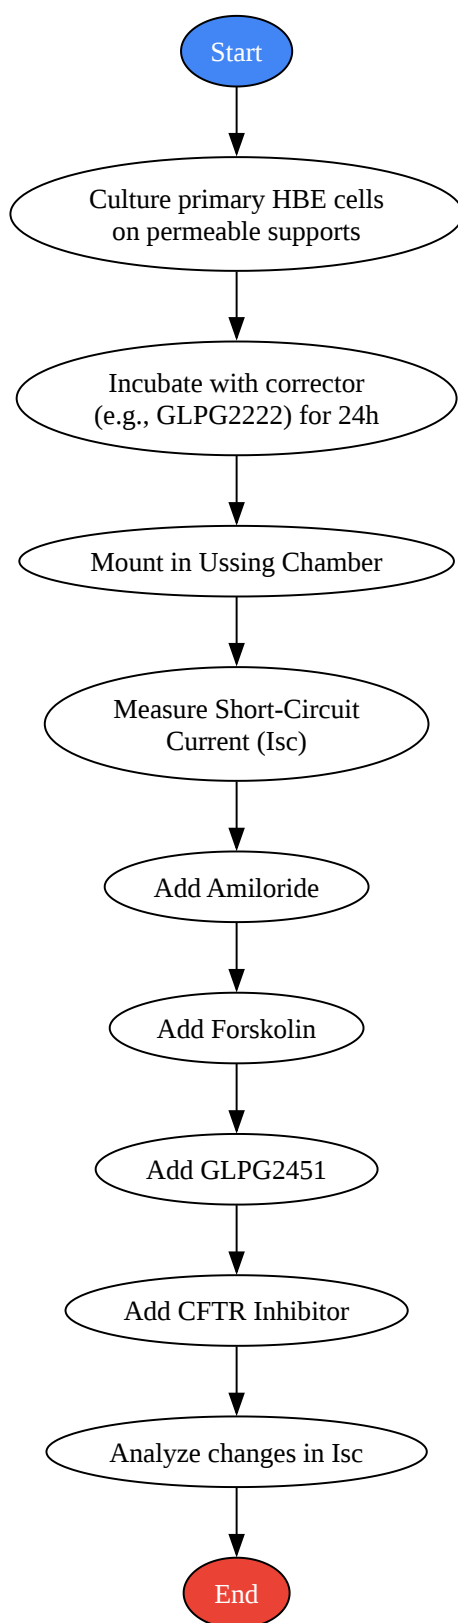 Start
Culture primary HBE cells
on permeable supports
Incubate with corrector
(e.g., GLPG2222) for 24h
Mount in Ussing Chamber
Measure Short-Circuit
Current (Isc)
Add Amiloride
Add Forskolin
Add GLPG2451
Add CFTR Inhibitor
Analyze changes in Isc
End